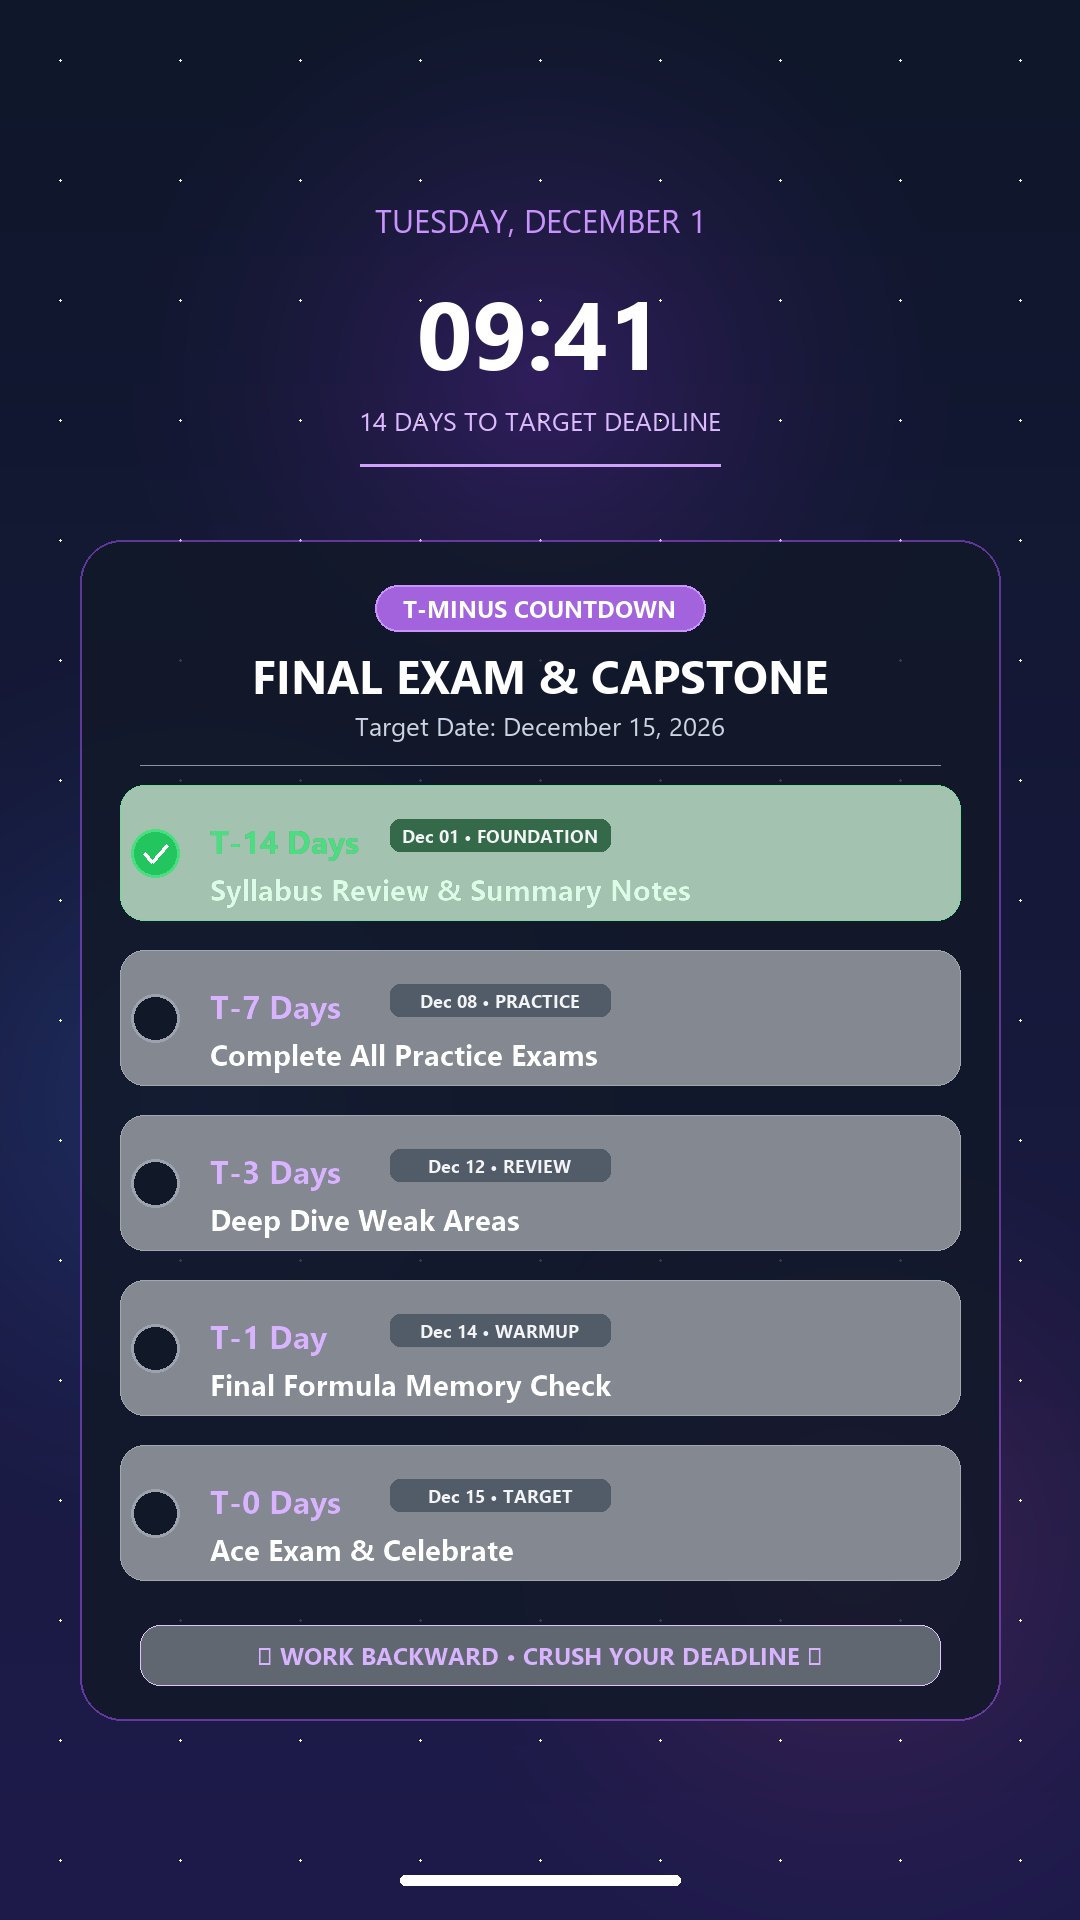 TUESDAY, DECEMBER 1
09:41
14 DAYS TO TARGET DEADLINE
T-MINUS COUNTDOWN
FINAL EXAM & CAPSTONE
Target Date: December 15, 2026
T-14 Days
Dec 01 • FOUNDATION
Syllabus Review & Summary Notes
T-7 Days
Dec 08 • PRACTICE
Complete All Practice Exams
T-3 Days
Dec 12 • REVIEW
Deep Dive Weak Areas
T-1 Day
Dec 14 • WARMUP
Final Formula Memory Check
T-0 Days
Dec 15 • TARGET
Ace Exam & Celebrate
WORK BACKWARD • CRUSH YOUR DEADLINE